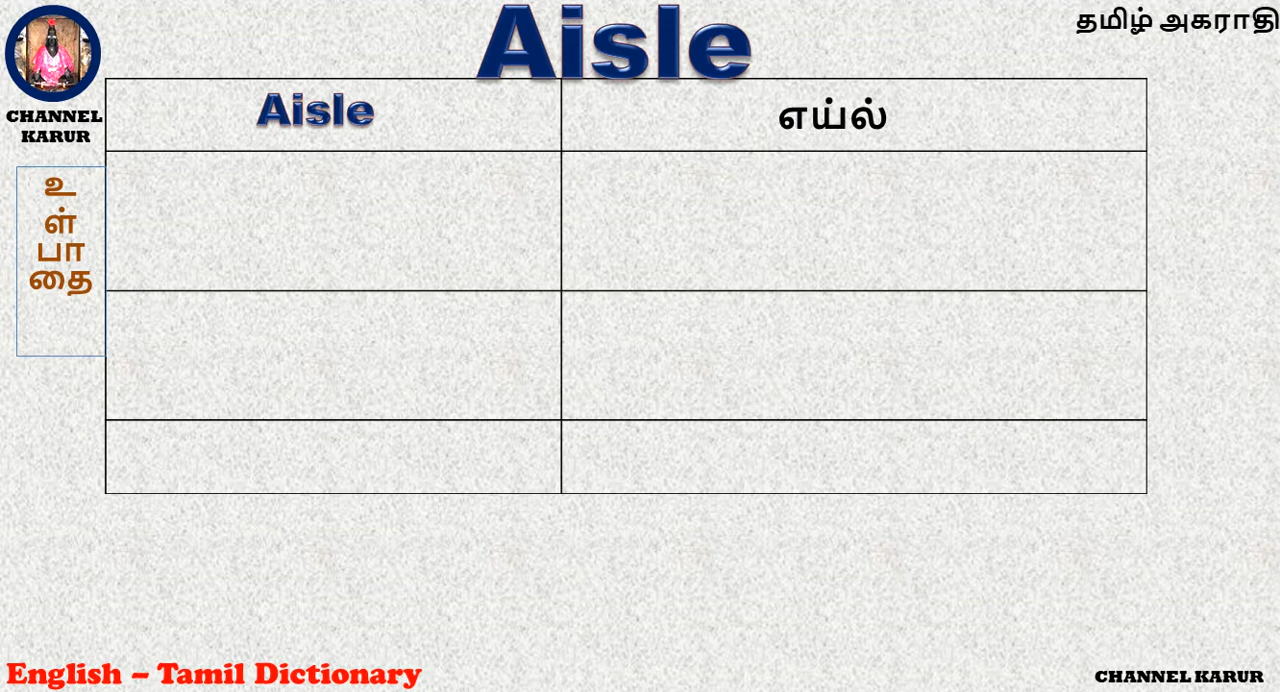 Aisle
தமிழ் அகராதி
CHANNEL
KARUR
Aisle
எய்ல்
உ
ள்
பா
தை
English – Tamil Dictionary
CHANNEL KARUR